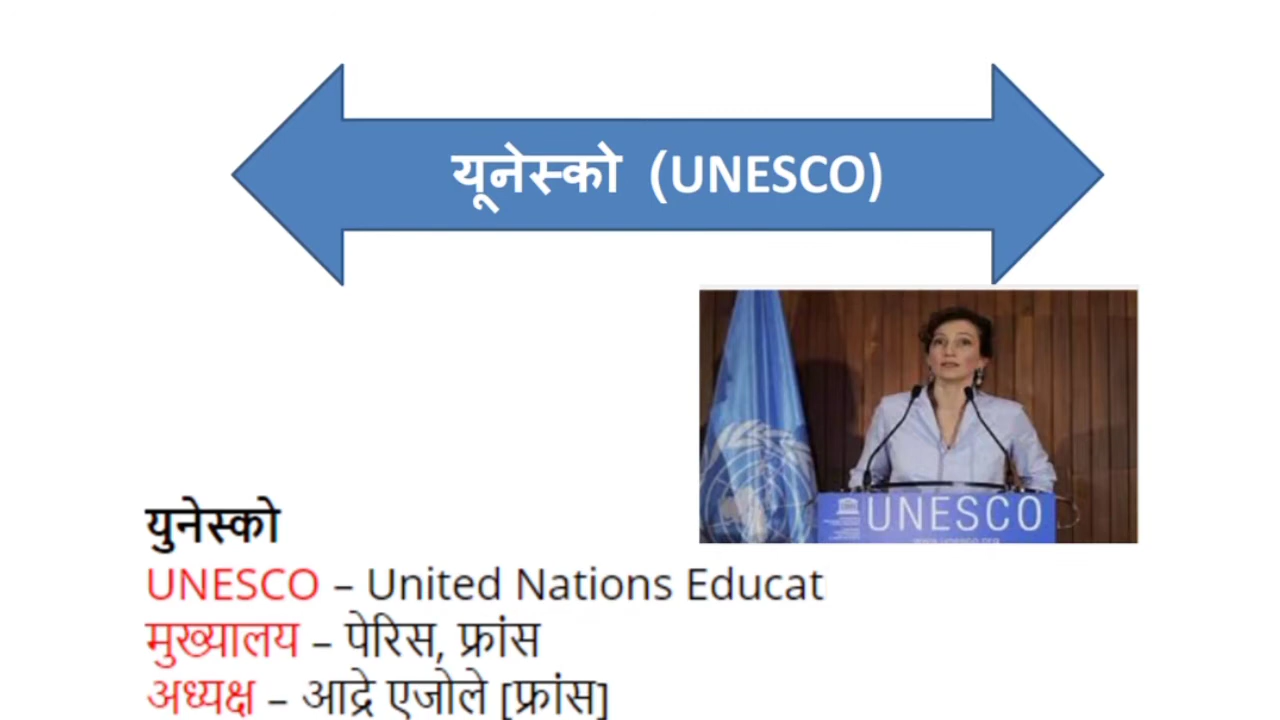 यूनेस्को (UNESCO)
UNESCO
युनेस्को
UNESCO – United Nations Educat
मुख्यालय – पेरिस, फ्रांस
अध्यक्ष – आद्रे एजोले [फ्रांस]